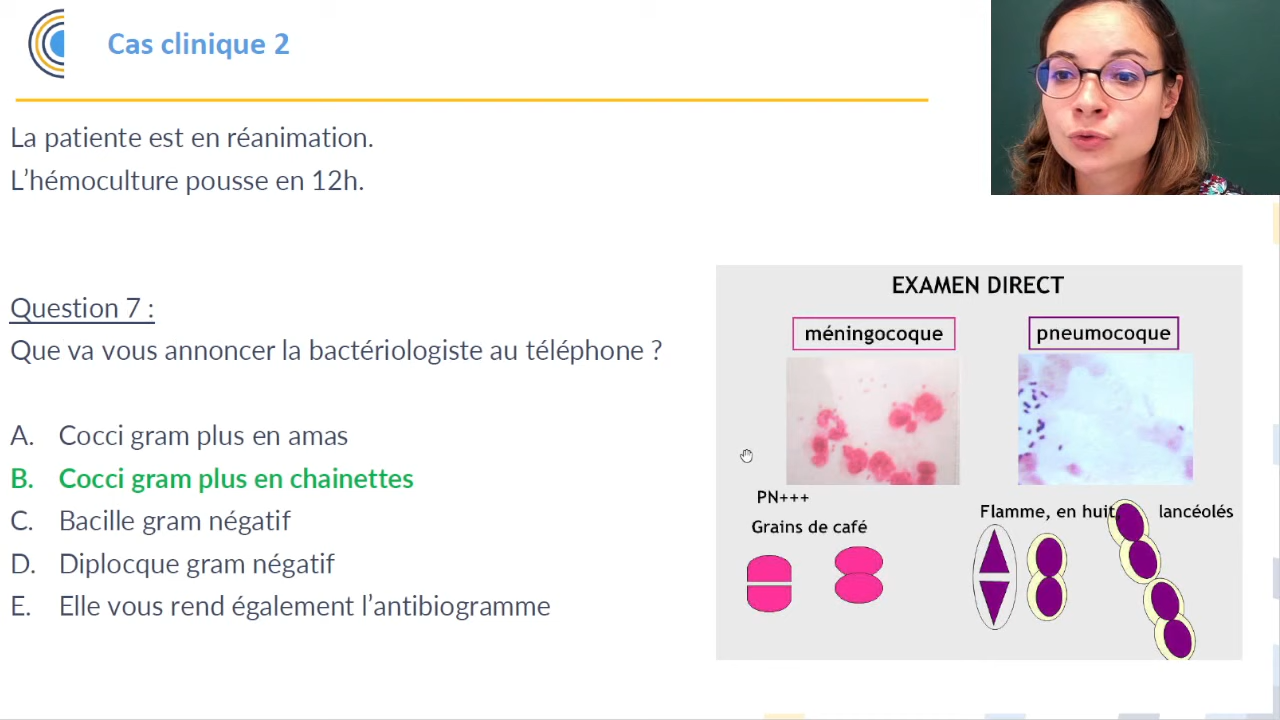 Cas clinique 2
La patiente est en réanimation.
L’hémoculture pousse en 12h.
Question 7 :
Que va vous annoncer la bactériologiste au téléphone ?
A. Cocci gram plus en amas
B. Cocci gram plus en chainettes
C. Bacille gram négatif
D. Diplocque gram négatif
E. Elle vous rend également l’antibiogramme
EXAMEN DIRECT
méningocoque
pneumocoque
PN+++
Grains de café
Flamme, en huit, lancéolés